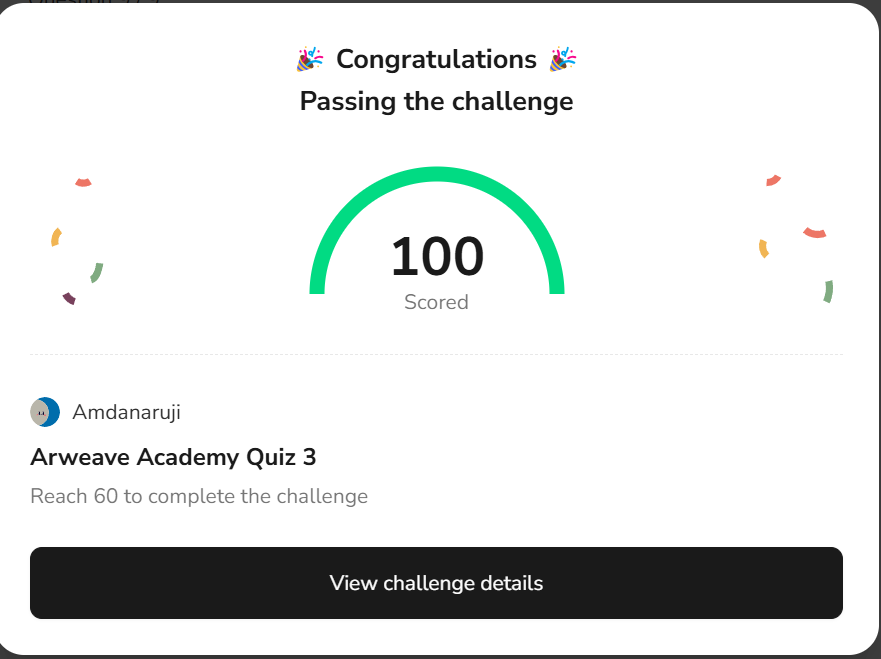 Congratulations
Passing the challenge
100
Scored
Amdanaruji
Arweave Academy Quiz 3
Reach 60 to complete the challenge
View challenge details